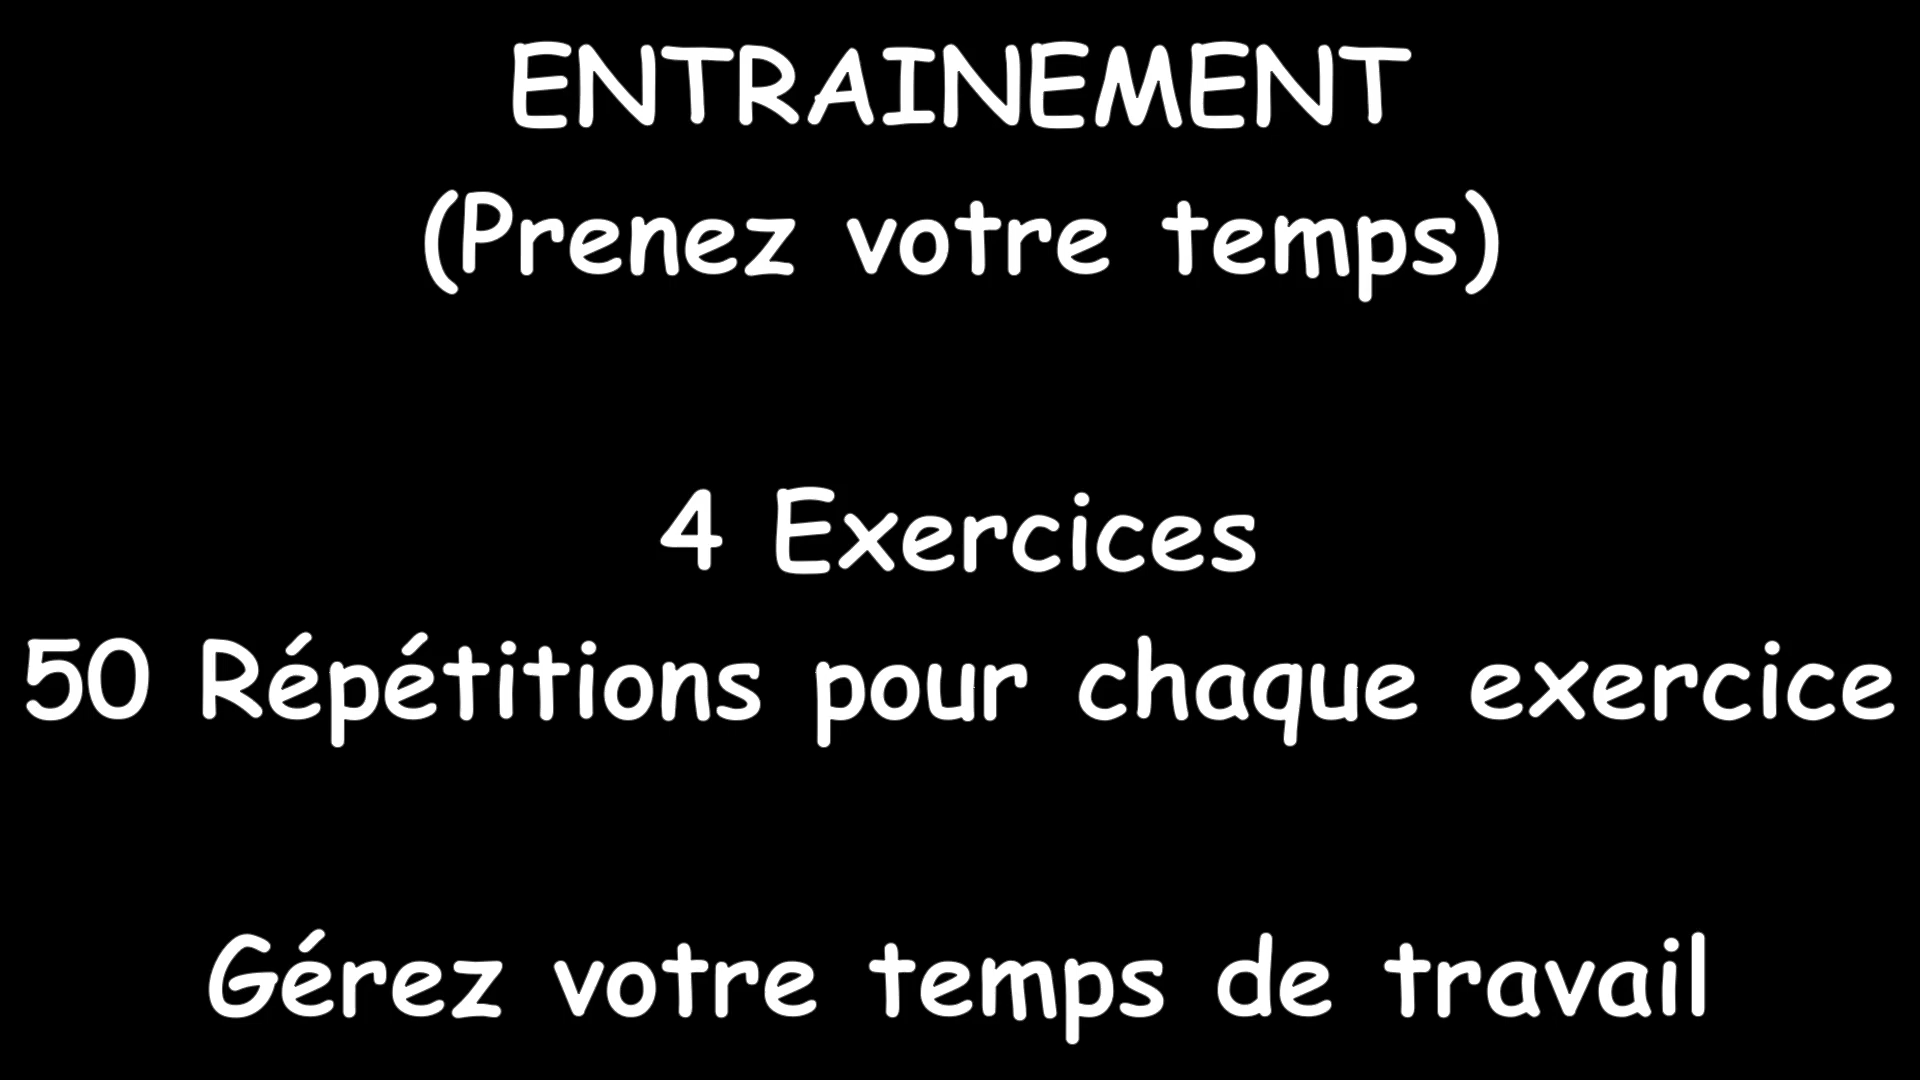 ENTRAINEMENT
(Prenez votre temps)
4 Exercices
50 Répétitions pour chaque exercice
Gérez votre temps de travail